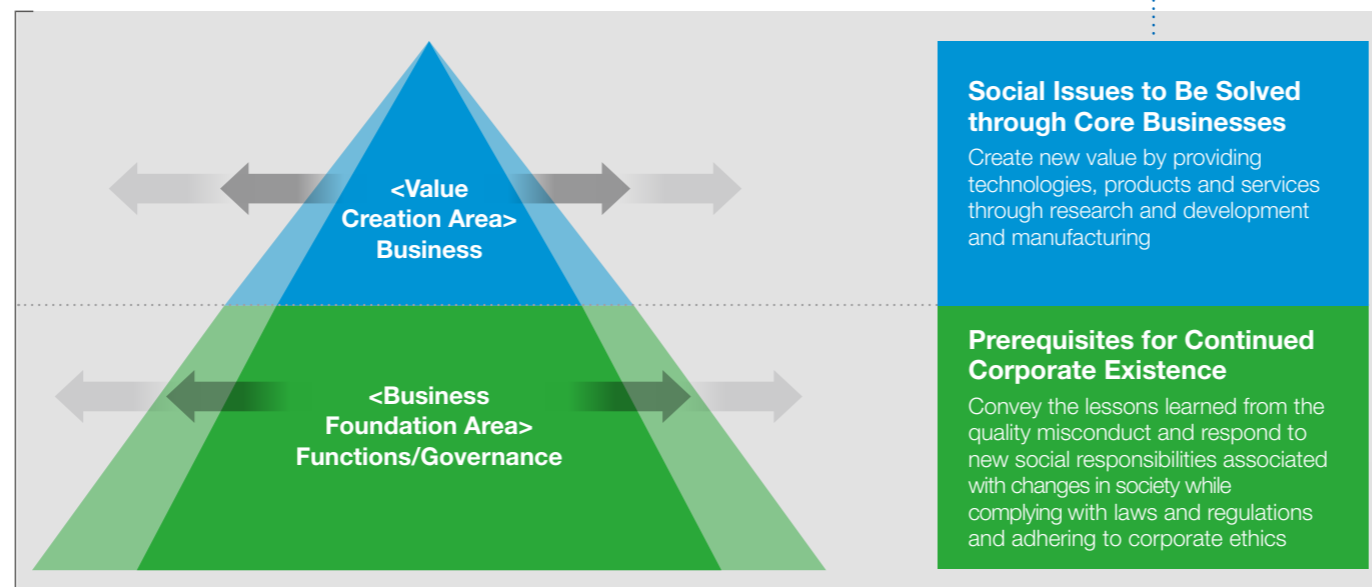 <Value
Creation Area>
Business
Social Issues to Be Solved
through Core Businesses
Create new value by providing
technologies, products and services
through research and development
and manufacturing
<Business
Foundation Area>
Functions/Governance
Prerequisites for Continued
Corporate Existence
Convey the lessons learned from the
quality misconduct and respond to
new social responsibilities associated
with changes in society while
complying with laws and regulations
and adhering to corporate ethics